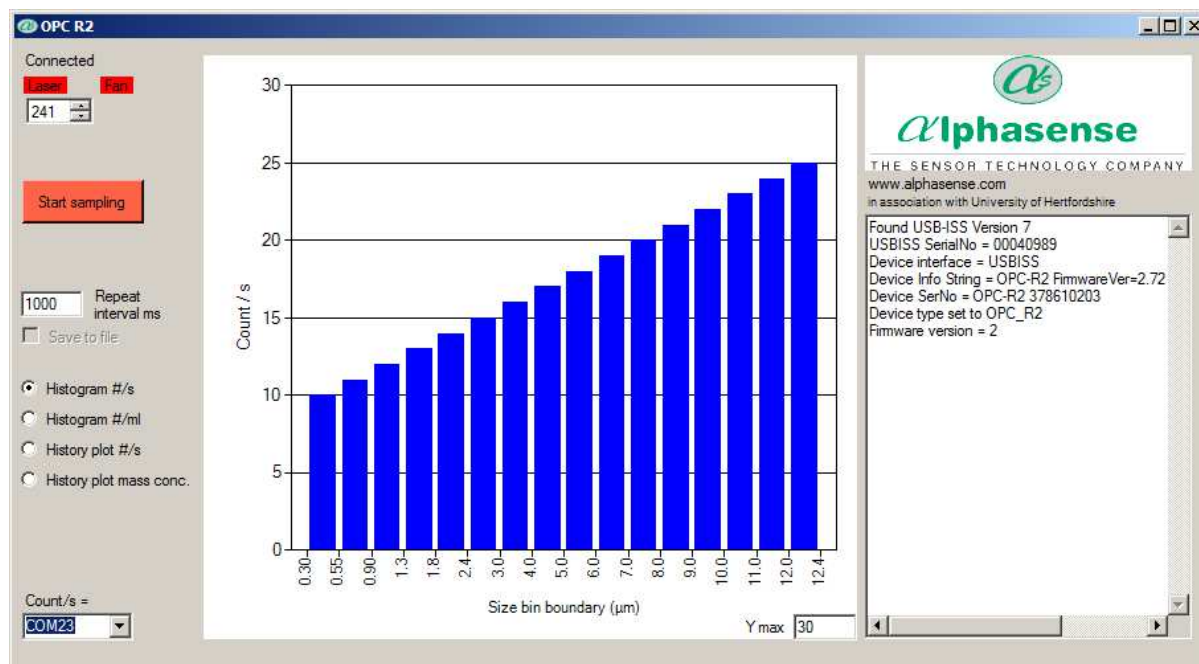 OPC R2
Connected
Laser Fan
241
Start sampling
1000 Repeat
interval ms
Save to file
Histogram #/s
Histogram #/ml
History plot #/s
History plot mass conc.
Count/s =
COM23
Count / s
30
25
20
15
10
5
0
0.30 0.55 0.90 1.3 1.8 2.4 3.0 4.0 5.0 6.0 7.0 8.0 9.0 10.0 11.0 12.0 12.4
Size bin boundary (µm)
Y max 30
αs
αlphasense
THE SENSOR TECHNOLOGY COMPANY
www.alphasense.com
in association with University of Hertfordshire
Found USB-ISS Version 7
USBISS SerialNo = 00040989
Device interface = USBISS
Device Info String = OPC-R2 FirmwareVer=2.72
Device SerNo = OPC-R2 378610203
Device type set to OPC_R2
Firmware version = 2